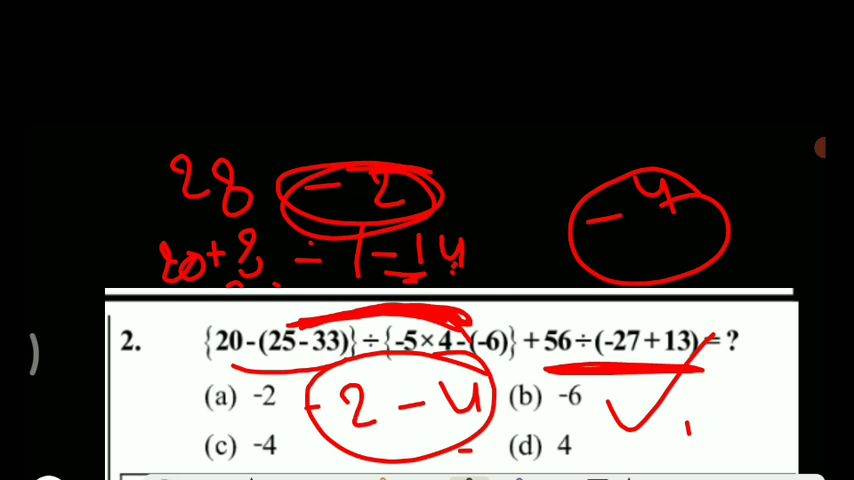 28 - 2
- 4
20+8 ÷ -14
2. {20-(25-33)}÷{-5×4-(-6)}+56÷(-27+13)=?
(a) -2 (b) -6
-2 -4
(c) -4 (d) 4